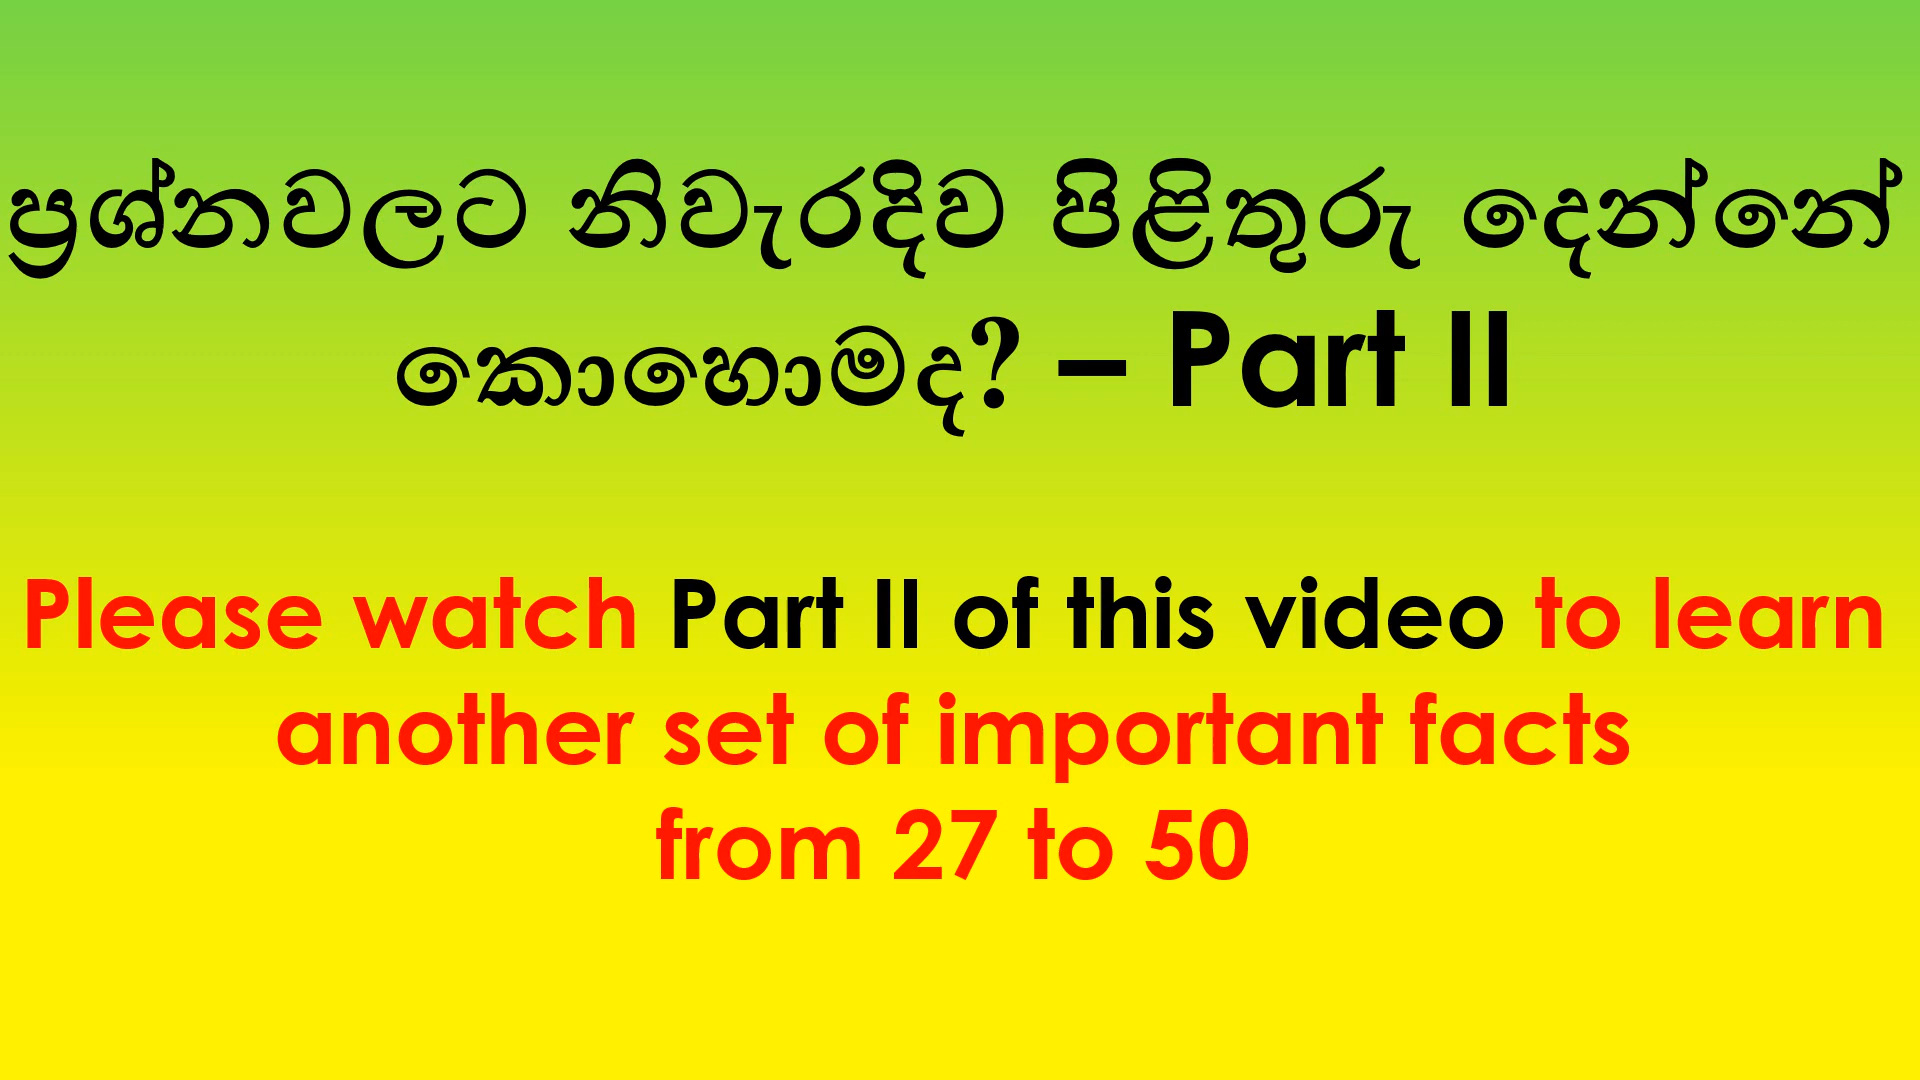 ප්‍රශ්නවලට නිවැරදිව පිළිතුරු දෙන්නේ
කොහොමද? – Part II
Please watch Part II of this video to learn
another set of important facts
from 27 to 50